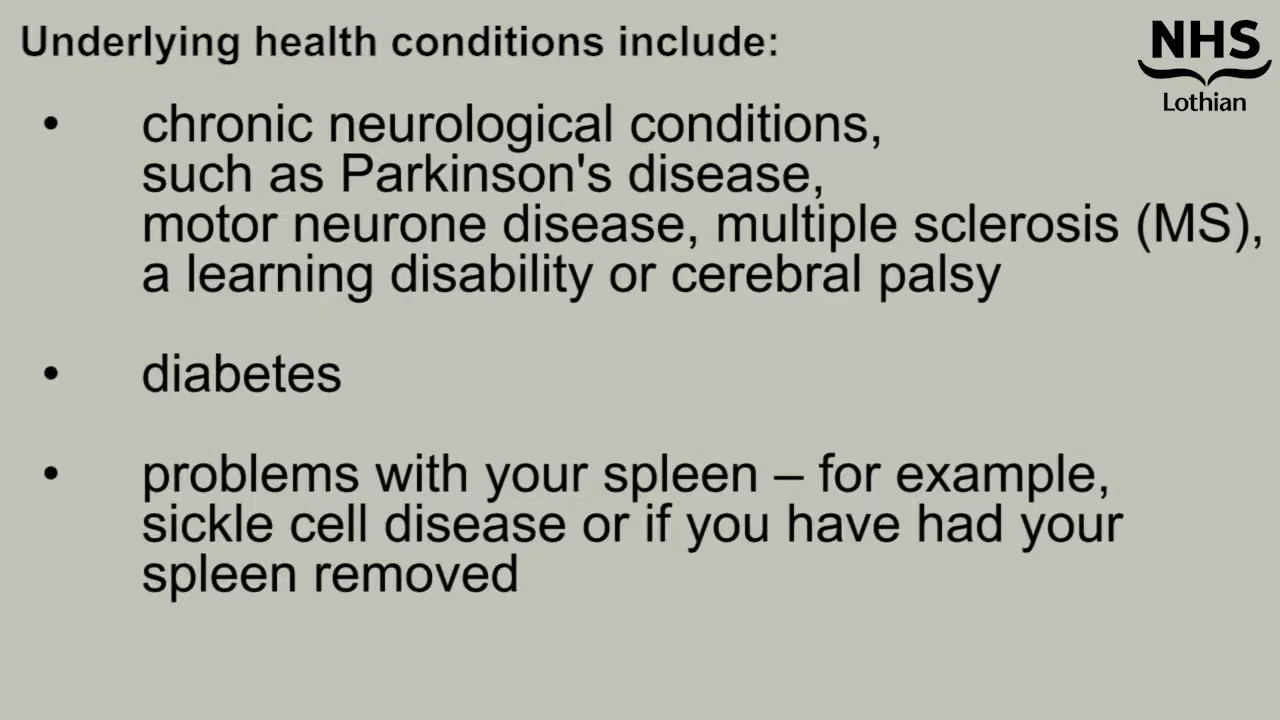 Underlying health conditions include:
NHS
Lothian
• chronic neurological conditions,
such as Parkinson's disease,
motor neurone disease, multiple sclerosis (MS),
a learning disability or cerebral palsy
• diabetes
• problems with your spleen – for example,
sickle cell disease or if you have had your
spleen removed